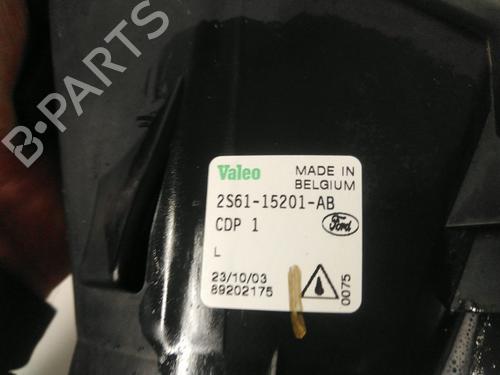 B-PARTS
Valeo
MADE IN
BELGIUM
2S61-15201-AB
CDP 1
Ford
L
23/10/03
89202175
0075